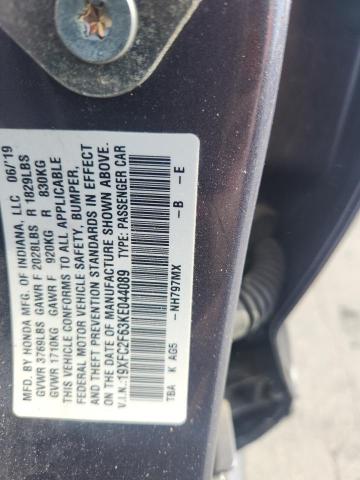 MFD. BY HONDA MFG. OF INDIANA, LLC 06/'19
GVWR 3769LBS GAWR F 2028LBS R 1829LBS
GVWR 1710KG GAWR F 920KG R 830KG
THIS VEHICLE CONFORMS TO ALL APPLICABLE
FEDERAL MOTOR VEHICLE SAFETY, BUMPER,
AND THEFT PREVENTION STANDARDS IN EFFECT
ON THE DATE OF MANUFACTURE SHOWN ABOVE.
V.I.N.:19XFC2F63KE044089 TYPE: PASSENGER CAR
NH797MX -B -E
TBA K AG5